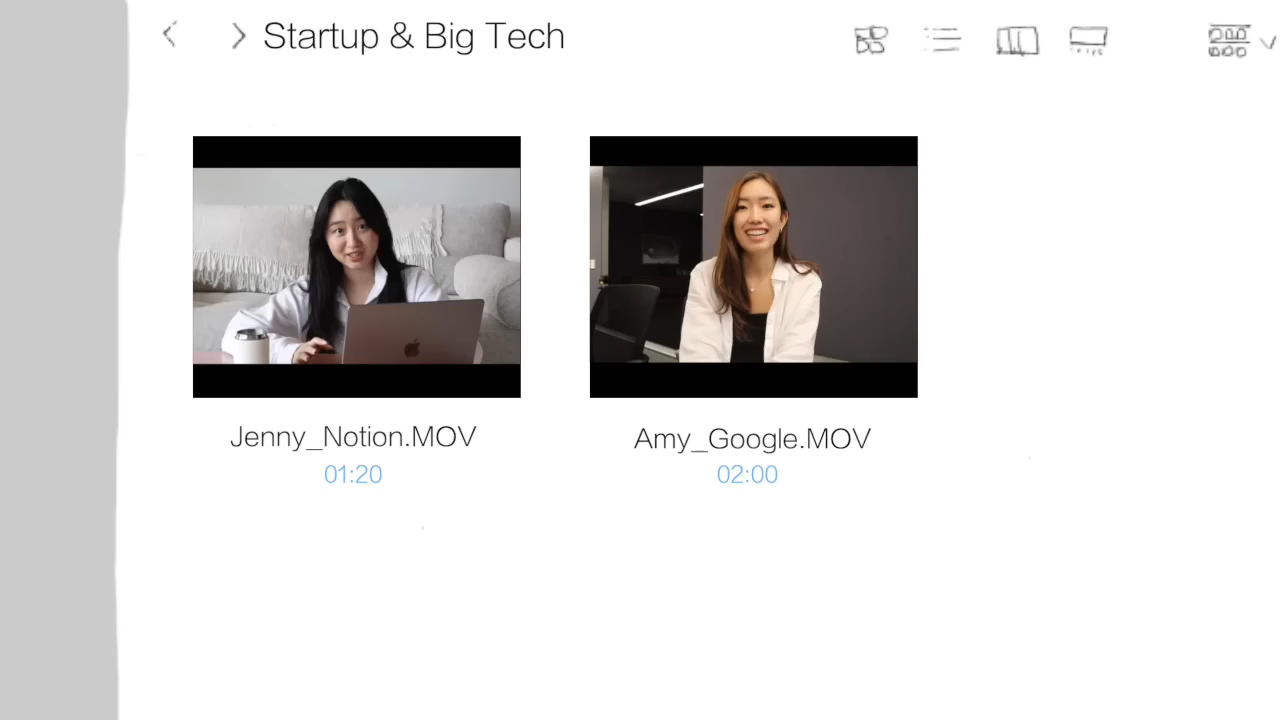 Startup & Big Tech
Jenny_Notion.MOV
01:20
Amy_Google.MOV
02:00